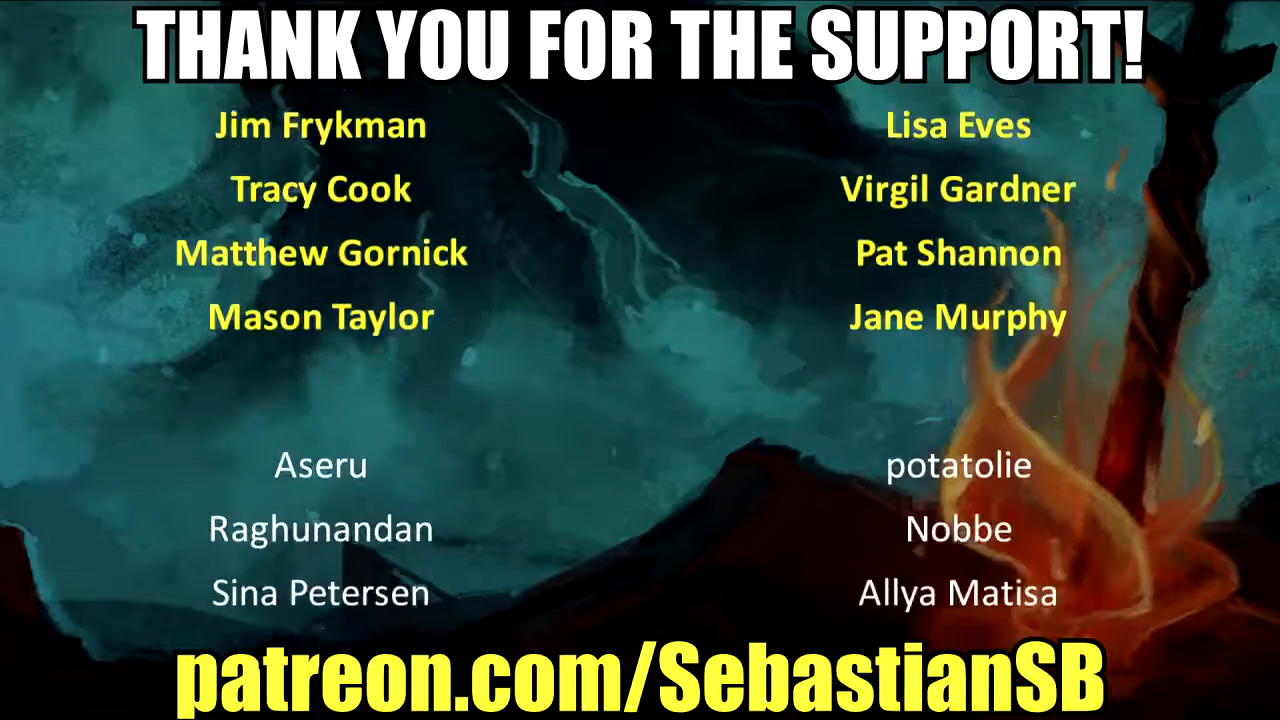 THANK YOU FOR THE SUPPORT!
Jim Frykman
Lisa Eves
Tracy Cook
Virgil Gardner
Matthew Gornick
Pat Shannon
Mason Taylor
Jane Murphy
Aseru
potatolie
Raghunandan
Nobbe
Sina Petersen
Allya Matisa
patreon.com/SebastianSB